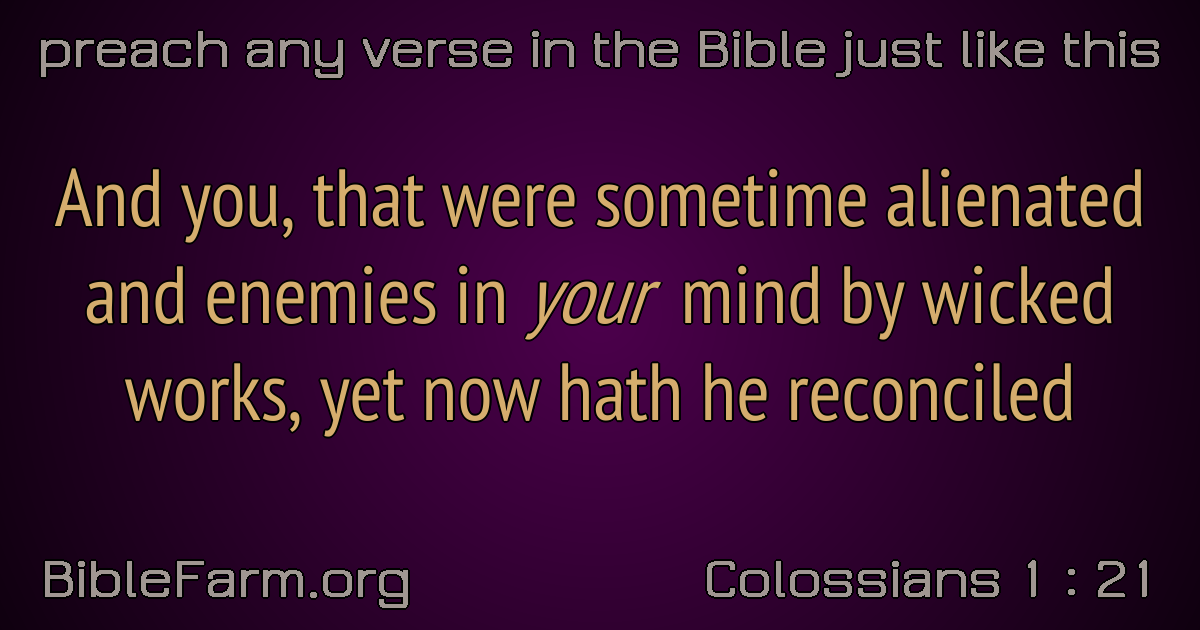 preach any verse in the Bible just like this
And you, that were sometime alienated
and enemies in your mind by wicked
works, yet now hath he reconciled
BibleFarm.org
Colossians 1 : 21